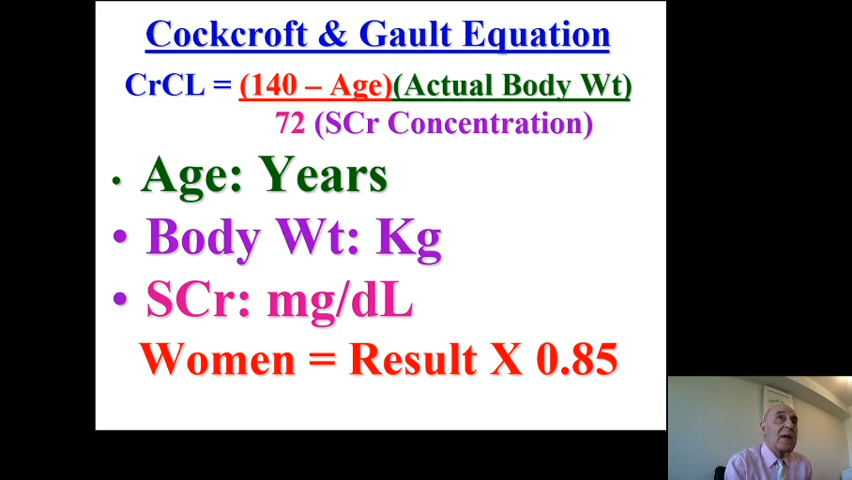 Cockcroft & Gault Equation
CrCL = (140 – Age)(Actual Body Wt)
72 (SCr Concentration)
• Age: Years
• Body Wt: Kg
• SCr: mg/dL
Women = Result X 0.85